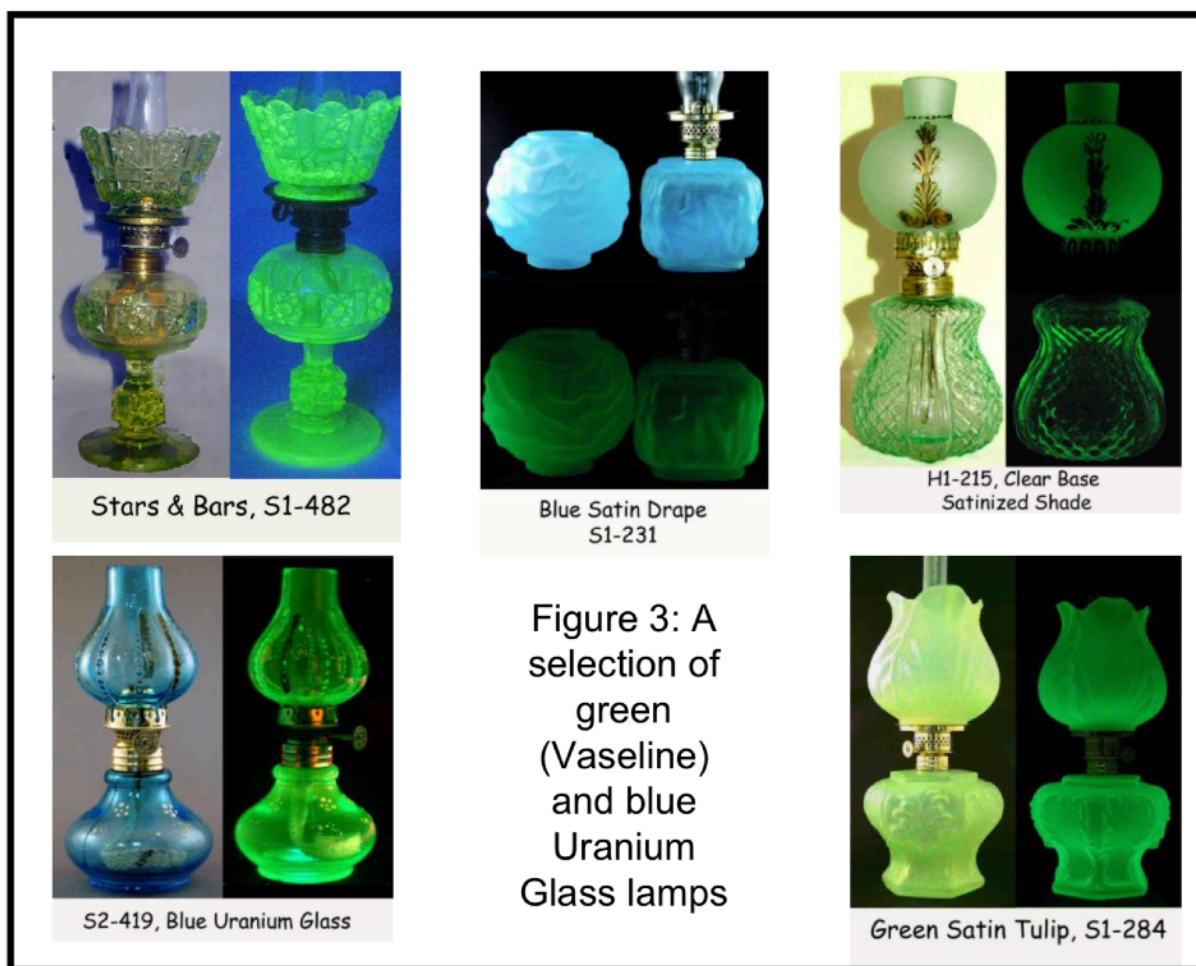 Stars & Bars, S1-482
Blue Satin Drape
S1-231
H1-215, Clear Base
Satinized Shade
S2-419, Blue Uranium Glass
Figure 3: A
selection of
green
(Vaseline)
and blue
Uranium
Glass lamps
Green Satin Tulip, S1-284